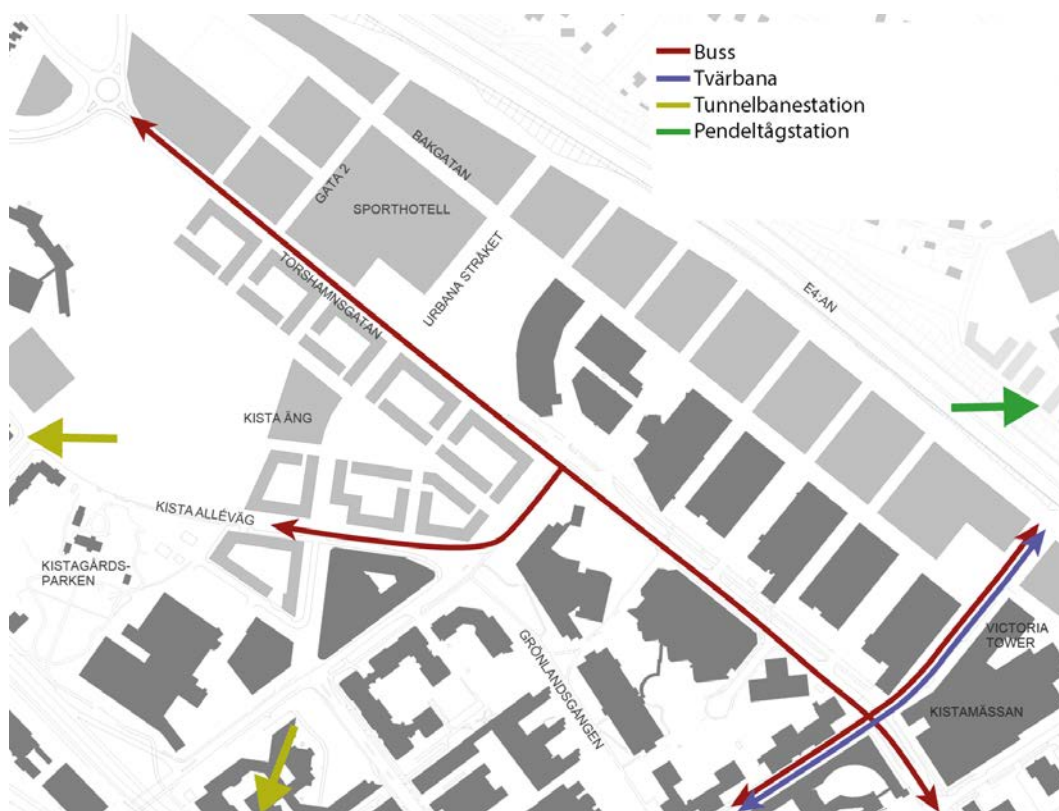 Buss
Tvärbana
Tunnelbanestation
Pendeltågstation
BAKGATAN
GATA 2
SPORTHOTELL
TORSHAMNSGATAN
URBANA STRÅKET
E4:AN
KISTA ÄNG
KISTA ALLÉVÄG
KISTAGÅRDS-
PARKEN
GRÖNLANDSGÅNGEN
VICTORIA
TOWER
KISTAMÄSSAN